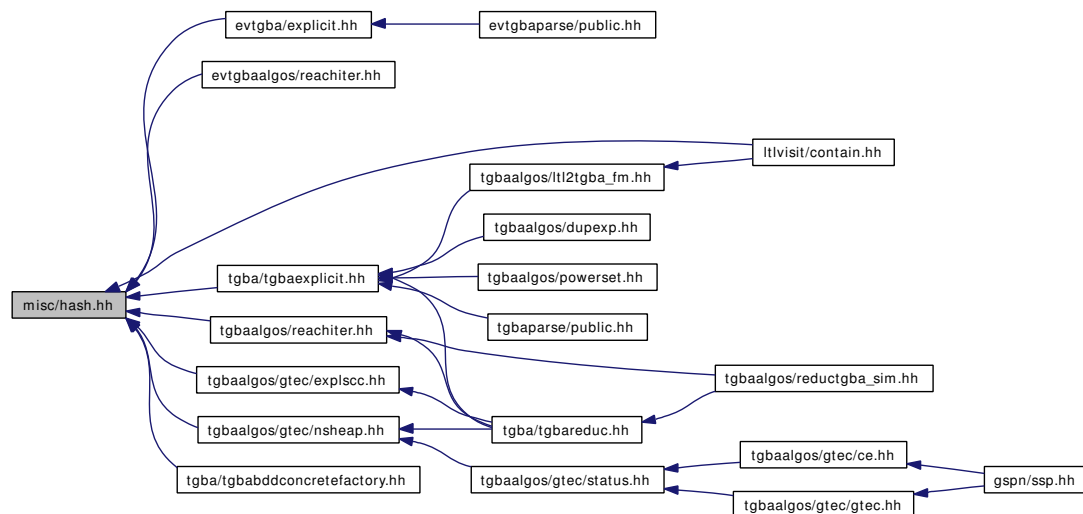 evtgba/explicit.hh
evtgbaparse/public.hh
evtgbaalgos/reachiter.hh
ltlvisit/contain.hh
tgbaalgos/ltl2tgba_fm.hh
tgbaalgos/dupexp.hh
tgba/tgbaexplicit.hh
tgbaalgos/powerset.hh
misc/hash.hh
tgbaparse/public.hh
tgbaalgos/reachiter.hh
tgbaalgos/gtec/explscc.hh
tgbaalgos/reductgba_sim.hh
tgbaalgos/gtec/nsheap.hh
tgba/tgbareduc.hh
tgbaalgos/gtec/ce.hh
tgba/tgbabddconcretefactory.hh
tgbaalgos/gtec/status.hh
gspn/ssp.hh
tgbaalgos/gtec/gtec.hh